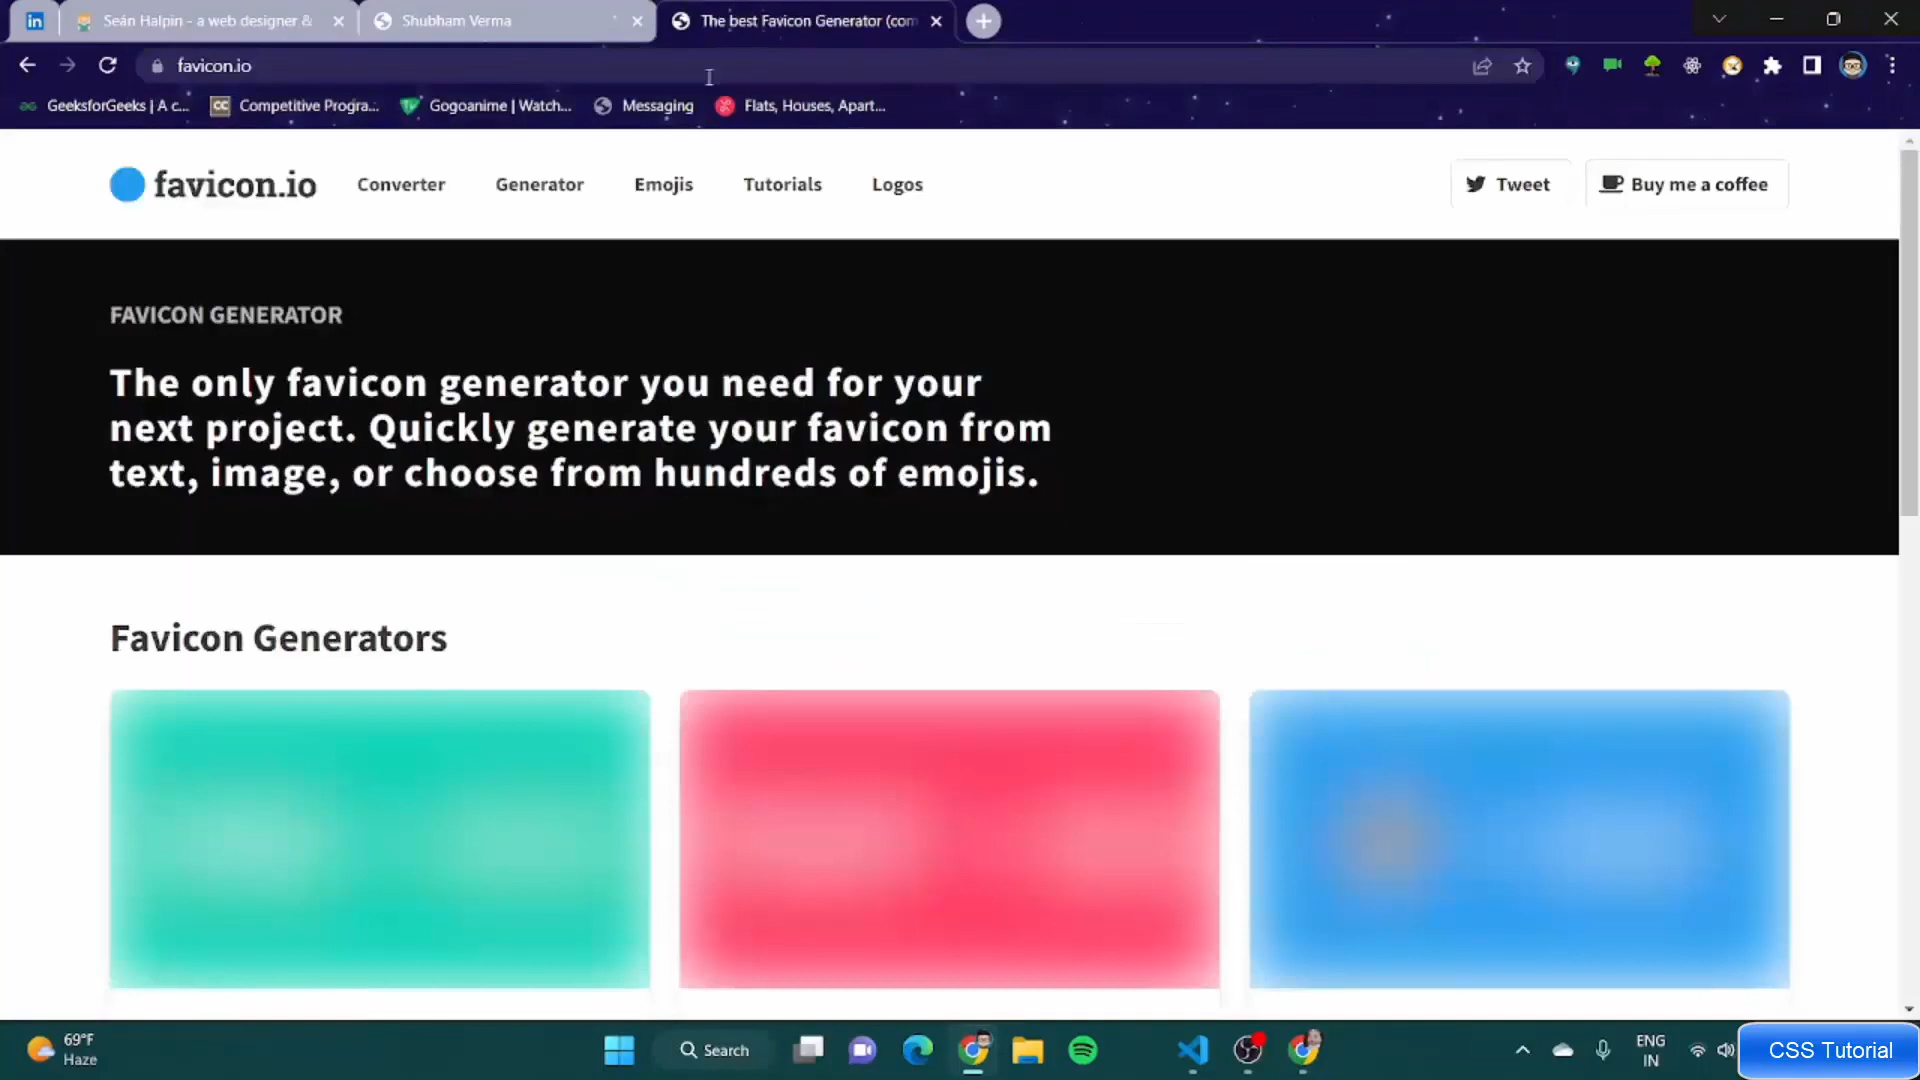 Seán Halpin - a web designer &
Shubham Verma
The best Favicon Generator (com
favicon.io
GeeksforGeeks | A c...
Competitive Progra...
Gogoanime | Watch...
Messaging
Flats, Houses, Apart...
favicon.io
Converter
Generator
Emojis
Tutorials
Logos
Tweet
Buy me a coffee
FAVICON GENERATOR
The only favicon generator you need for your
next project. Quickly generate your favicon from
text, image, or choose from hundreds of emojis.
Favicon Generators
69°F
Haze
Search
ENG
IN
CSS Tutorial